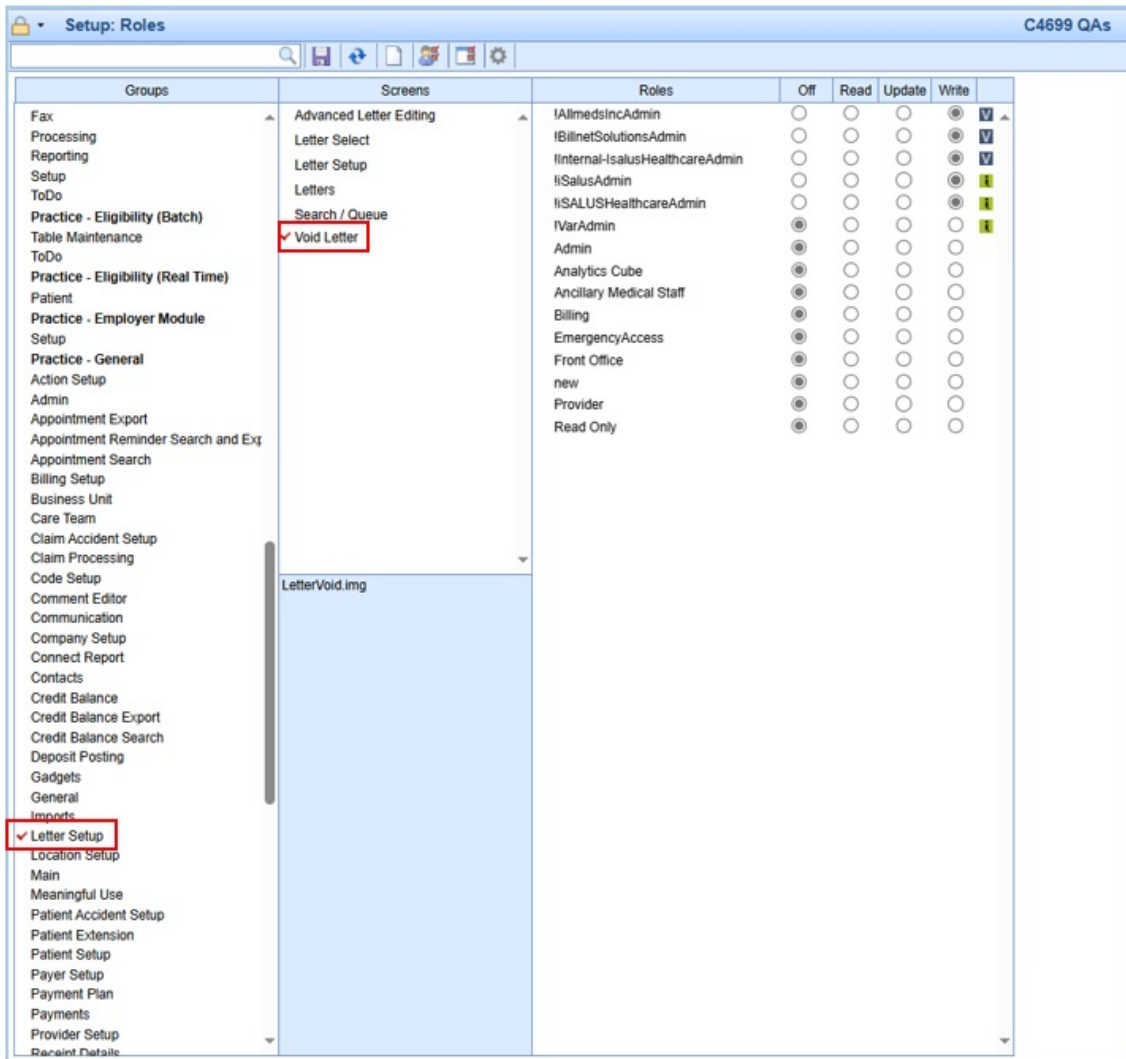 Setup: Roles
C4699 QAs
Groups
Screens
Roles
Off
Read
Update
Write
Fax
Processing
Reporting
Setup
ToDo
Practice - Eligibility (Batch)
Table Maintenance
ToDo
Practice - Eligibility (Real Time)
Patient
Practice - Employer Module
Setup
Practice - General
Action Setup
Admin
Appointment Export
Appointment Reminder Search and Exp
Appointment Search
Billing Setup
Business Unit
Care Team
Claim Accident Setup
Claim Processing
Code Setup
Comment Editor
Communication
Company Setup
Connect Report
Contacts
Credit Balance
Credit Balance Export
Credit Balance Search
Deposit Posting
Gadgets
General
Imports
Letter Setup
Location Setup
Main
Meaningful Use
Patient Accident Setup
Patient Extension
Patient Setup
Payer Setup
Payment Plan
Payments
Provider Setup
Receipt Details
Advanced Letter Editing
Letter Select
Letter Setup
Letters
Search / Queue
Void Letter
LetterVoid.img
!AllmedsIncAdmin
V
!BillnetSolutionsAdmin
V
!Internal-IsalusHealthcareAdmin
V
!iSalusAdmin
i
!iSALUSHealthcareAdmin
i
!VarAdmin
i
Admin
Analytics Cube
Ancillary Medical Staff
Billing
EmergencyAccess
Front Office
new
Provider
Read Only